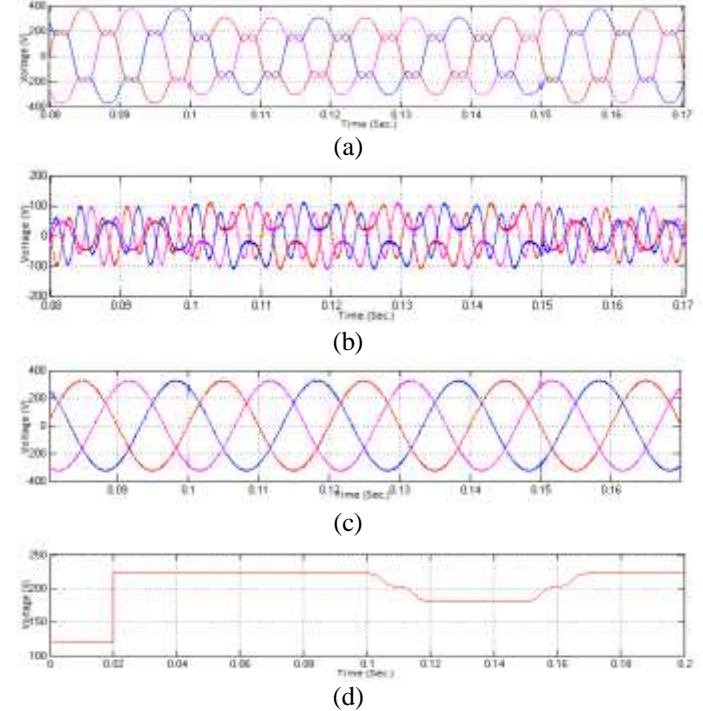 400
200
0
-200
-400
Voltage (V)
0.08 0.09 0.1 0.11 0.12 0.13 0.14 0.15 0.16 0.17
Time (Sec.)
(a)
200
100
0
-100
-200
Voltage (V)
0.08 0.09 0.1 0.11 0.12 0.13 0.14 0.15 0.16 0.17
Time (Sec.)
(b)
400
200
0
-200
-400
Voltage (V)
0.09 0.1 0.11 0.12 0.13 0.14 0.15 0.16
Time (Sec.)
(c)
250
200
150
100
Voltage (V)
0 0.02 0.04 0.06 0.08 0.1 0.12 0.14 0.16 0.18 0.2
Time (Sec.)
(d)